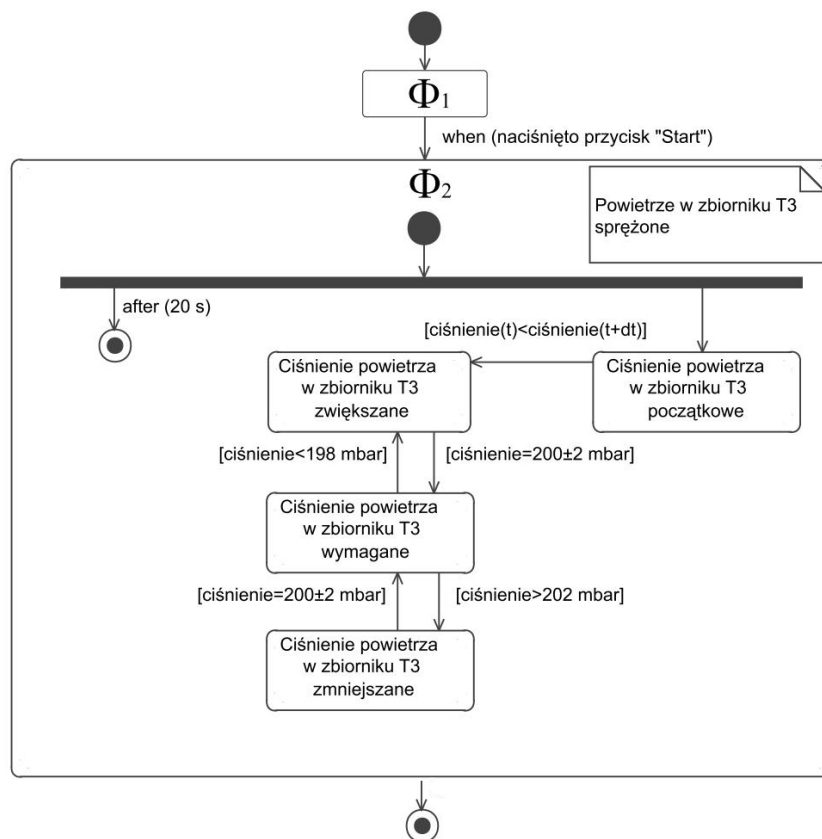 Φ1
when (naciśnięto przycisk "Start")
Φ2
Powietrze w zbiorniku T3
sprężone
after (20 s)
[ciśnienie(t)<ciśnienie(t+dt)]
Ciśnienie powietrza
w zbiorniku T3
zwiększane
Ciśnienie powietrza
w zbiorniku T3
początkowe
[ciśnienie<198 mbar]
[ciśnienie=200±2 mbar]
Ciśnienie powietrza
w zbiorniku T3
wymagane
[ciśnienie=200±2 mbar]
[ciśnienie>202 mbar]
Ciśnienie powietrza
w zbiorniku T3
zmniejszane